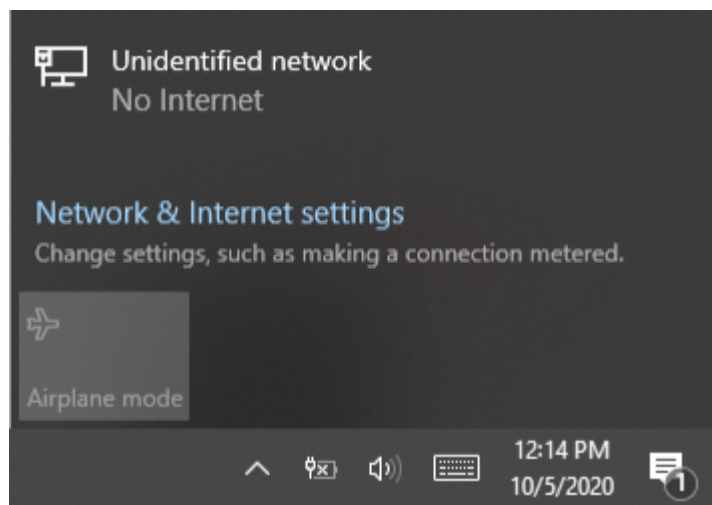 Unidentified network
No Internet
Network & Internet settings
Change settings, such as making a connection metered.
Airplane mode
12:14 PM
10/5/2020
1